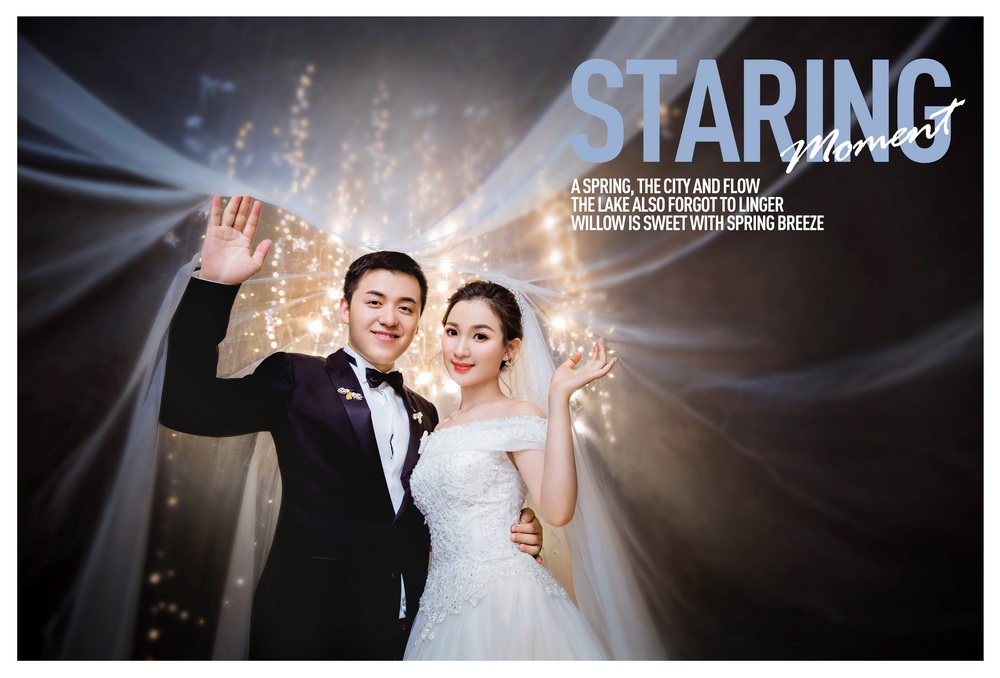 STARING
Moment
A SPRING, THE CITY AND FLOW
THE LAKE ALSO FORGOT TO LINGER
WILLOW IS SWEET WITH SPRING BREEZE